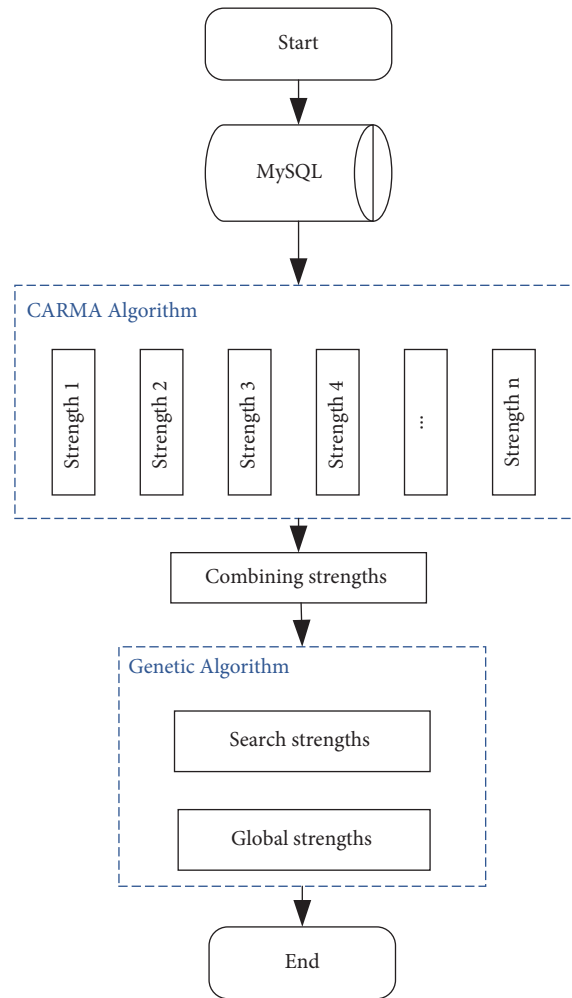 Start
MySQL
CARMA Algorithm
Strength 1
Strength 2
Strength 3
Strength 4
...
Strength n
Combining strengths
Genetic Algorithm
Search strengths
Global strengths
End